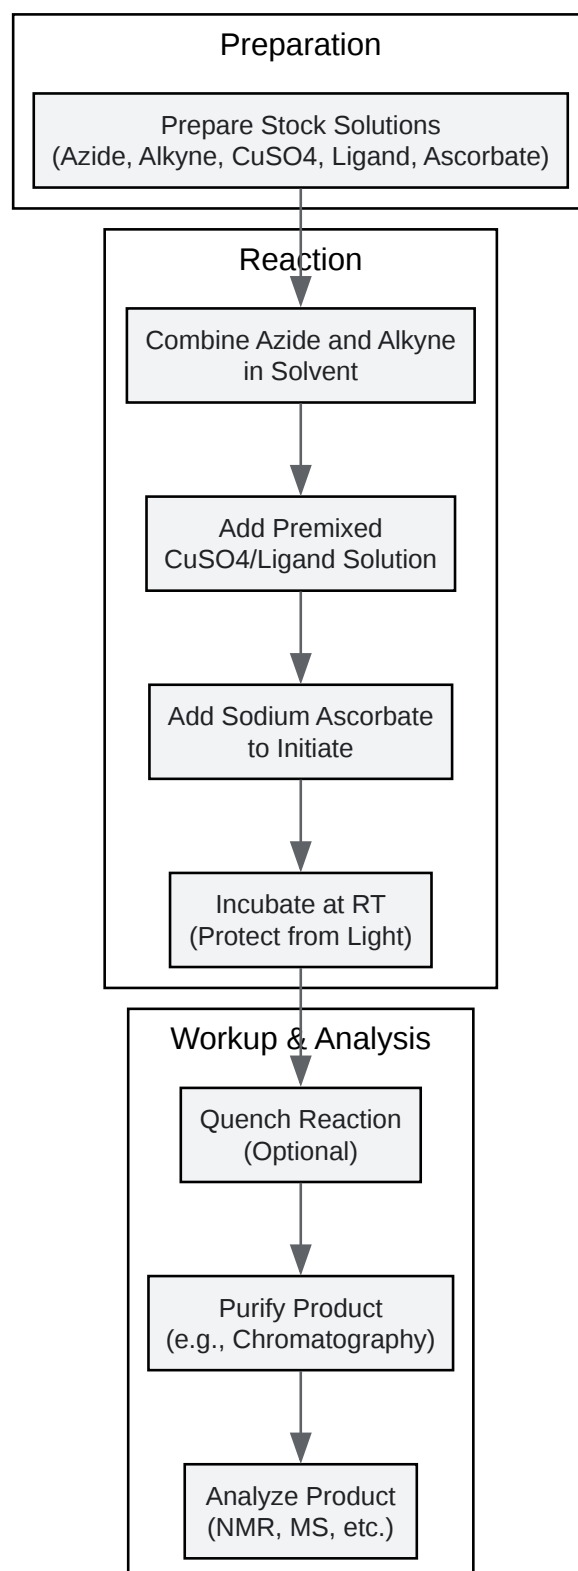 Preparation
Prepare Stock Solutions
(Azide, Alkyne, CuSO4, Ligand, Ascorbate)
Reaction
Combine Azide and Alkyne
in Solvent
Add Premixed
CuSO4/Ligand Solution
Add Sodium Ascorbate
to Initiate
Incubate at RT
(Protect from Light)
Workup & Analysis
Quench Reaction
(Optional)
Purify Product
(e.g., Chromatography)
Analyze Product
(NMR, MS, etc.)